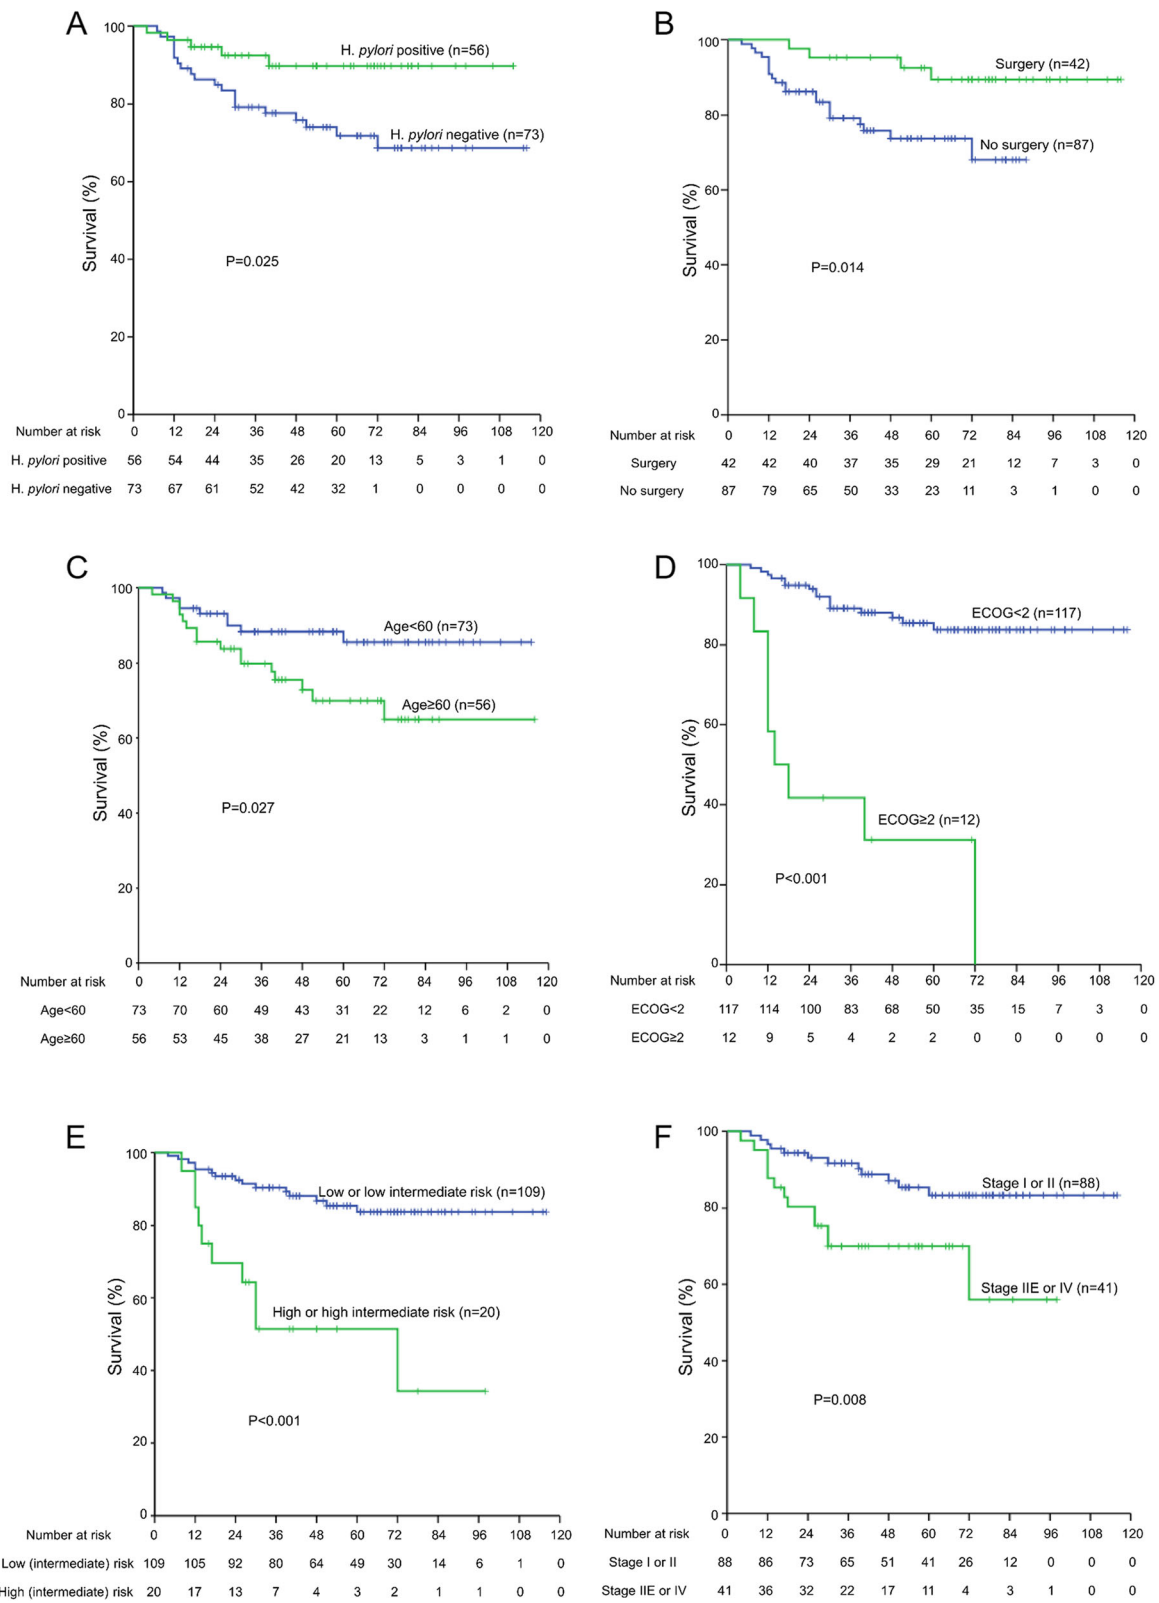 A
100
80
60
40
20
0
Survival (%)
H. pylori positive (n=56)
H. pylori negative (n=73)
P=0.025
0 12 24 36 48 60 72 84 96 108 120
Number at risk
H. pylori positive 56 54 44 35 26 20 13 5 3 1 0
H. pylori negative 73 67 61 52 42 32 1 0 0 0 0
B
100
80
60
40
20
0
Survival (%)
Surgery (n=42)
No surgery (n=87)
P=0.014
Number at risk 0 12 24 36 48 60 72 84 96 108 120
Surgery 42 42 40 37 35 29 21 12 7 3 0
No surgery 87 79 65 50 33 23 11 3 1 0 0
C
100
80
60
40
20
0
Survival (%)
Age<60 (n=73)
Age≥60 (n=56)
P=0.027
Number at risk 0 12 24 36 48 60 72 84 96 108 120
Age<60 73 70 60 49 43 31 22 12 6 2 0
Age≥60 56 53 45 38 27 21 13 3 1 1 0
D
100
80
60
40
20
0
Survival (%)
ECOG<2 (n=117)
ECOG≥2 (n=12)
P<0.001
Number at risk 0 12 24 36 48 60 72 84 96 108 120
ECOG<2 117 114 100 83 68 50 35 15 7 3 0
ECOG≥2 12 9 5 4 2 2 0 0 0 0 0
E
100
80
60
40
20
0
Survival (%)
Low or low intermediate risk (n=109)
High or high intermediate risk (n=20)
P<0.001
Number at risk 0 12 24 36 48 60 72 84 96 108 120
Low (intermediate) risk 109 105 92 80 64 49 30 14 6 1 0
High (intermediate) risk 20 17 13 7 4 3 2 1 1 0 0
F
100
80
60
40
20
0
Survival (%)
Stage I or II (n=88)
Stage IIE or IV (n=41)
P=0.008
Number at risk 0 12 24 36 48 60 72 84 96 108 120
Stage I or II 88 86 73 65 51 41 26 12 0 0 0
Stage IIE or IV 41 36 32 22 17 11 4 3 1 0 0